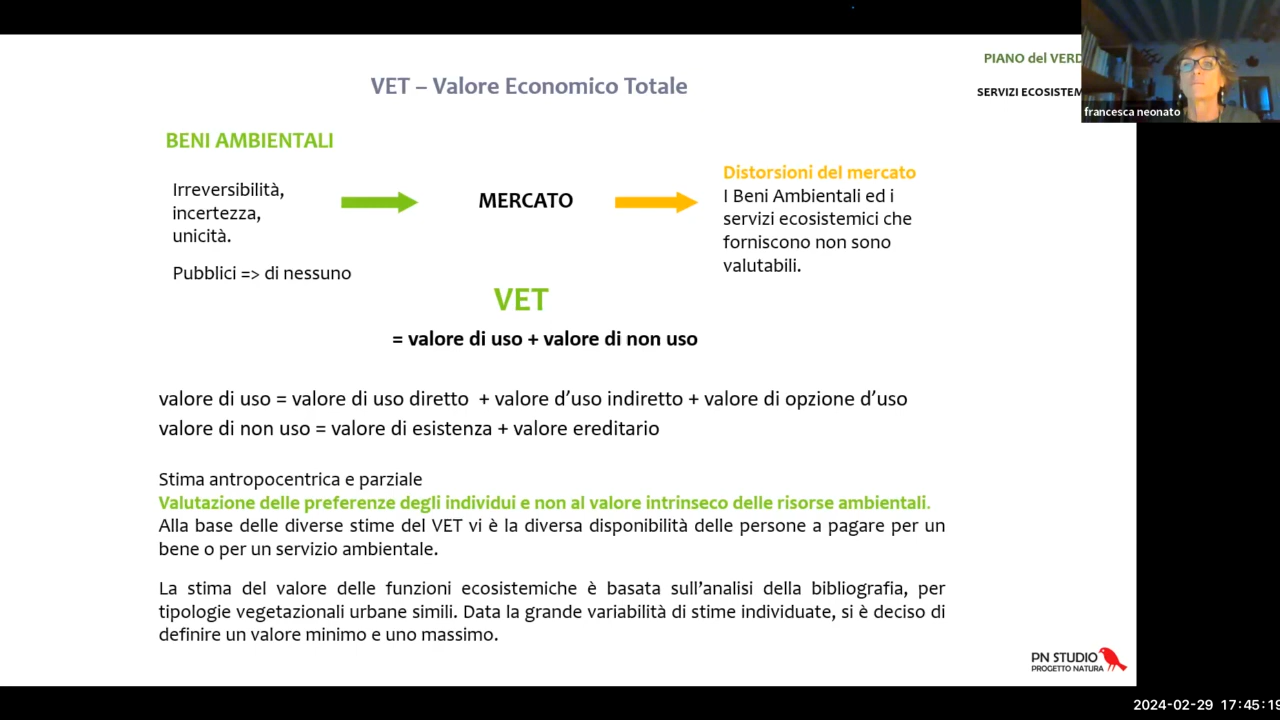 PIANO del VERD
SERVIZI ECOSISTEM
francesca neonato
VET – Valore Economico Totale
BENI AMBIENTALI
Irreversibilità,
incertezza,
unicità.
Pubblici => di nessuno
MERCATO
Distorsioni del mercato
I Beni Ambientali ed i
servizi ecosistemici che
forniscono non sono
valutabili.
VET
= valore di uso + valore di non uso
valore di uso = valore di uso diretto + valore d’uso indiretto + valore di opzione d’uso
valore di non uso = valore di esistenza + valore ereditario
Stima antropocentrica e parziale
Valutazione delle preferenze degli individui e non al valore intrinseco delle risorse ambientali.
Alla base delle diverse stime del VET vi è la diversa disponibilità delle persone a pagare per un
bene o per un servizio ambientale.
La stima del valore delle funzioni ecosistemiche è basata sull’analisi della bibliografia, per
tipologie vegetazionali urbane simili. Data la grande variabilità di stime individuate, si è deciso di
definire un valore minimo e uno massimo.
PN STUDIO
PROGETTO NATURA
2024-02-29 17:45:19